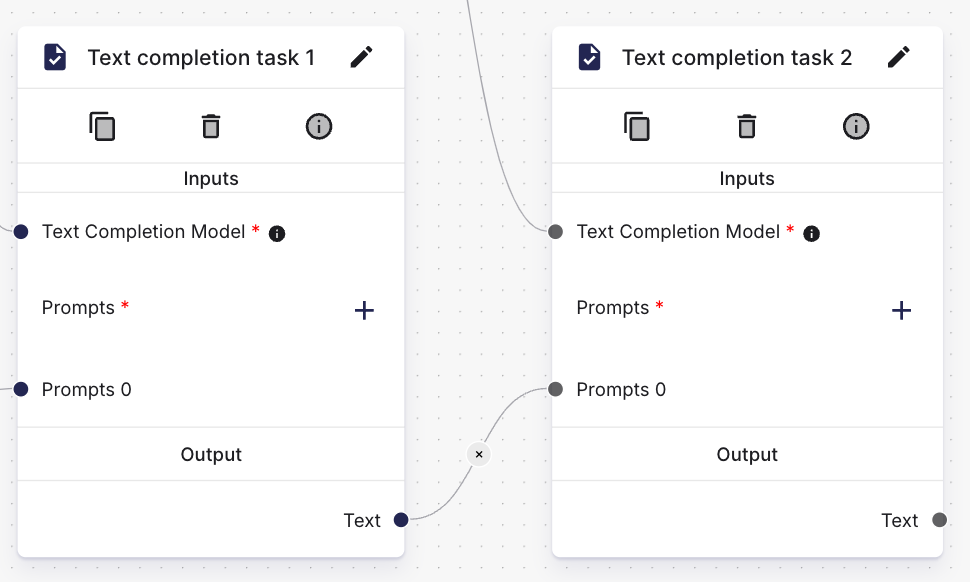 Text completion task 1
Inputs
Text Completion Model *
Prompts *
Prompts 0
Output
Text
Text completion task 2
Inputs
Text Completion Model *
Prompts *
Prompts 0
Output
Text